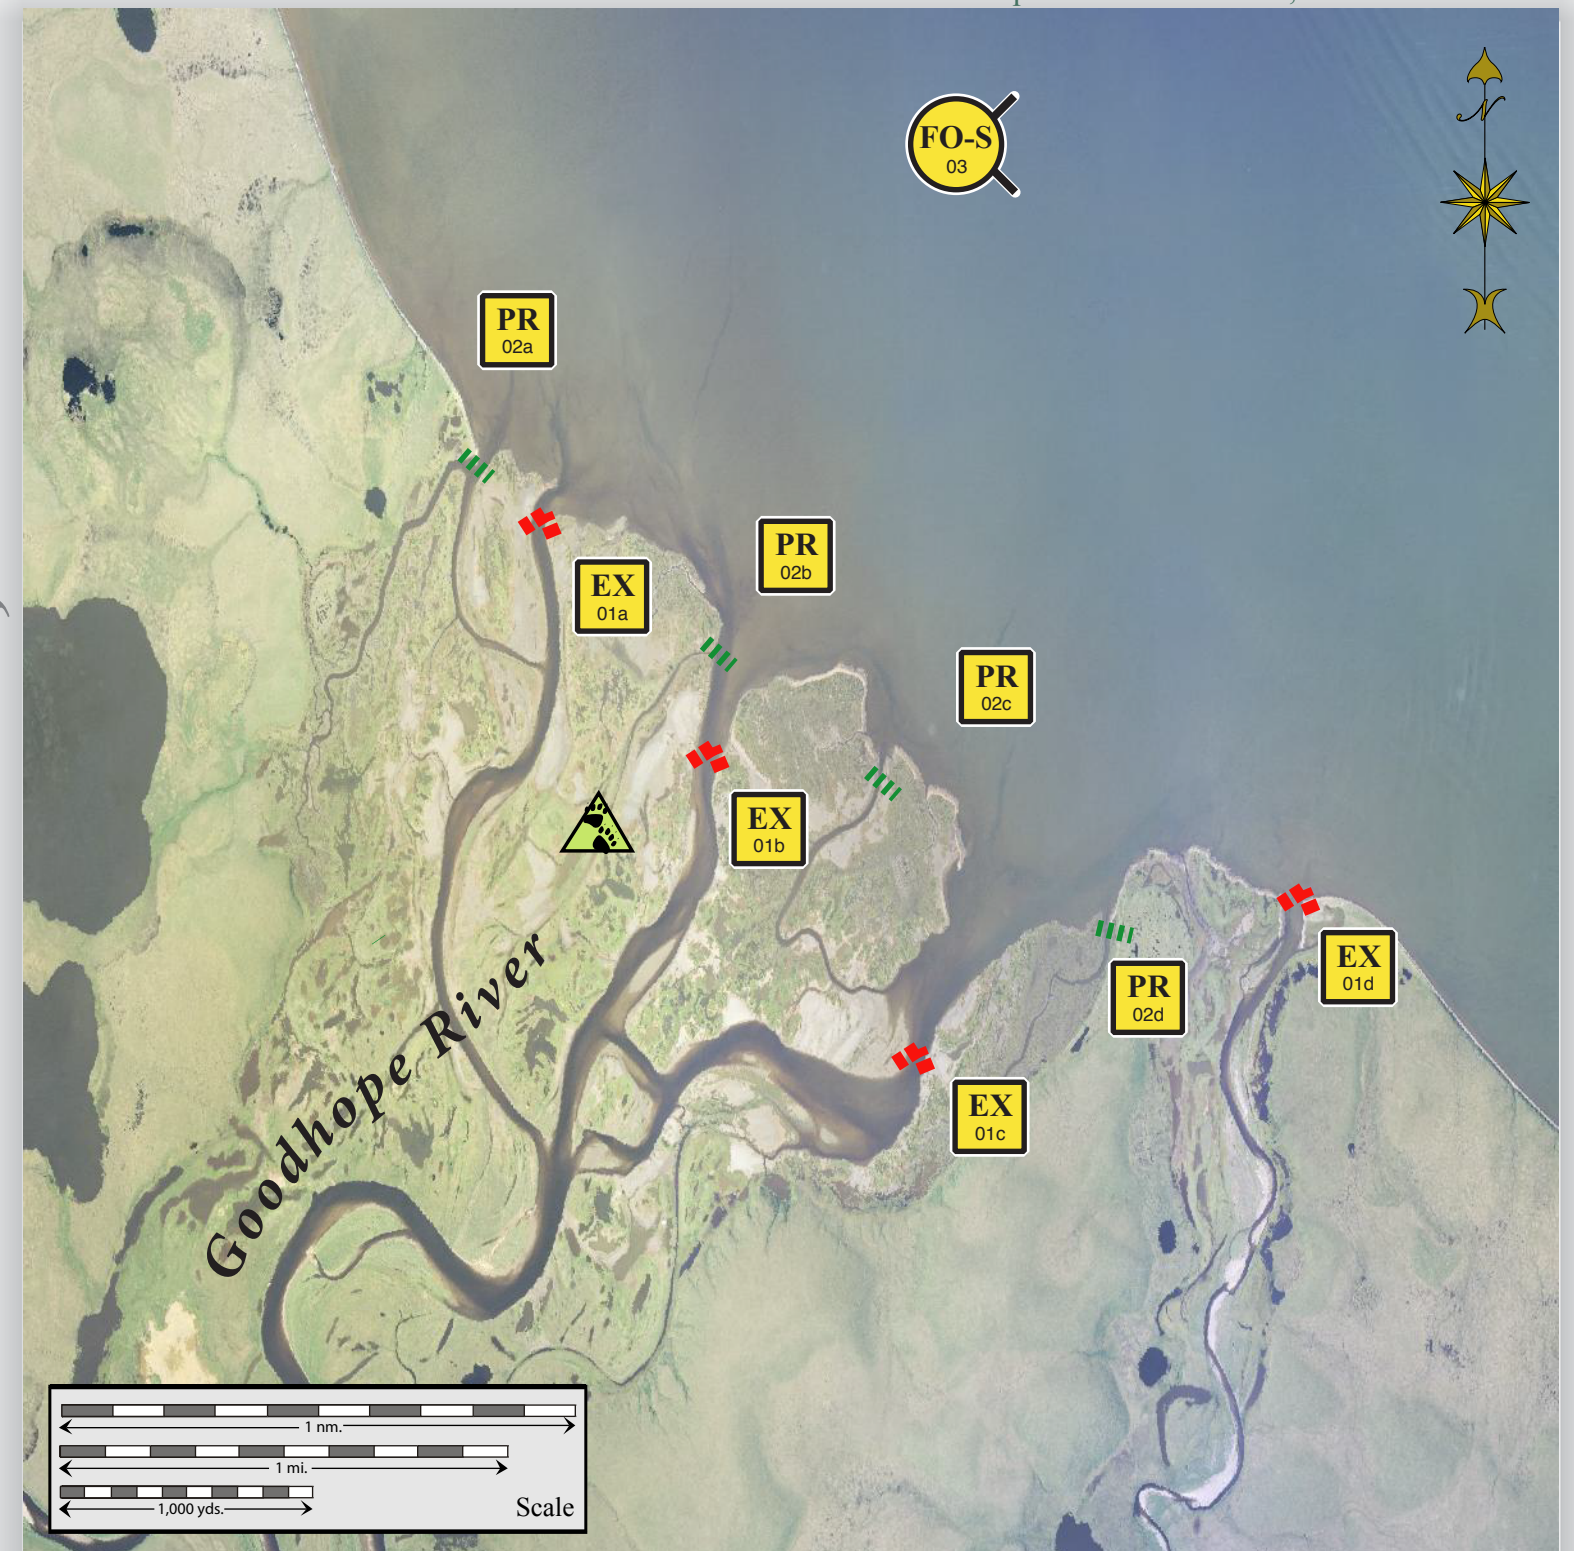 N
FO-S
03
PR
02a
PR
02b
EX
01a
PR
02c
EX
01b
EX
01d
PR
02d
EX
01c
Goodhope River
1 nm.
1 mi.
1,000 yds.
Scale